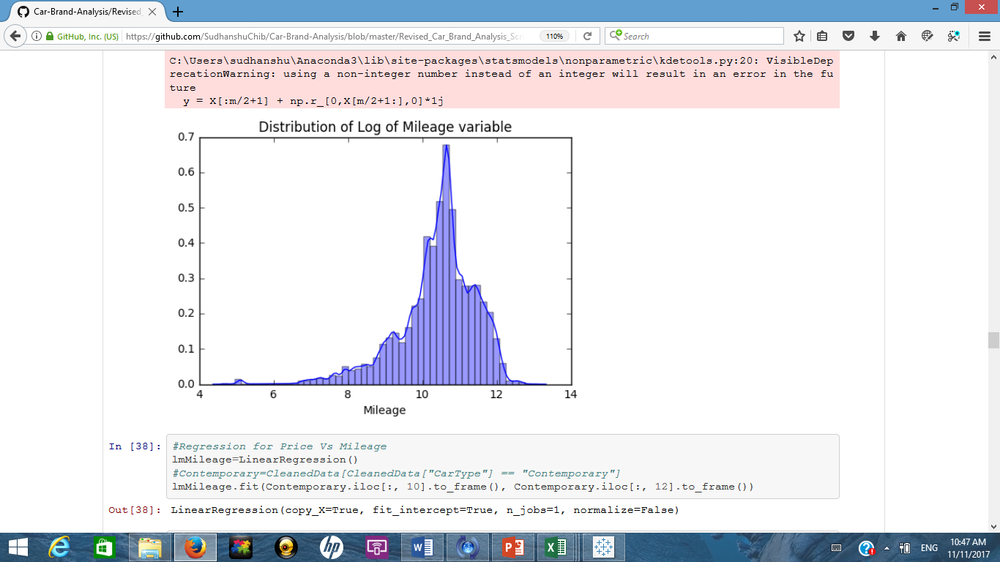 Car-Brand-Analysis/Revised_
GitHub, Inc. (US)
https://github.com/SudhanshuChib/Car-Brand-Analysis/blob/master/Revised_Car_Brand_Analysis_Scr
110%
Search
C:\Users\sudhanshu\Anaconda3\lib\site-packages\statsmodels\nonparametric\kdetools.py:20: VisibleDep
recationWarning: using a non-integer number instead of an integer will result in an error in the fu
ture
y = X[:m/2+1] + np.r_[0,X[m/2+1:],0]*1j
Distribution of Log of Mileage variable
0.7
0.6
0.5
0.4
0.3
0.2
0.1
0.0
4 6 8 10 12 14
Mileage
In [38]:
#Regression for Price Vs Mileage
lmMileage=LinearRegression()
#Contemporary=CleanedData[CleanedData["CarType"] == "Contemporary"]
lmMileage.fit(Contemporary.iloc[:, 10].to_frame(), Contemporary.iloc[:, 12].to_frame())
Out[38]: LinearRegression(copy_X=True, fit_intercept=True, n_jobs=1, normalize=False)
ENG
10:47 AM
11/11/2017